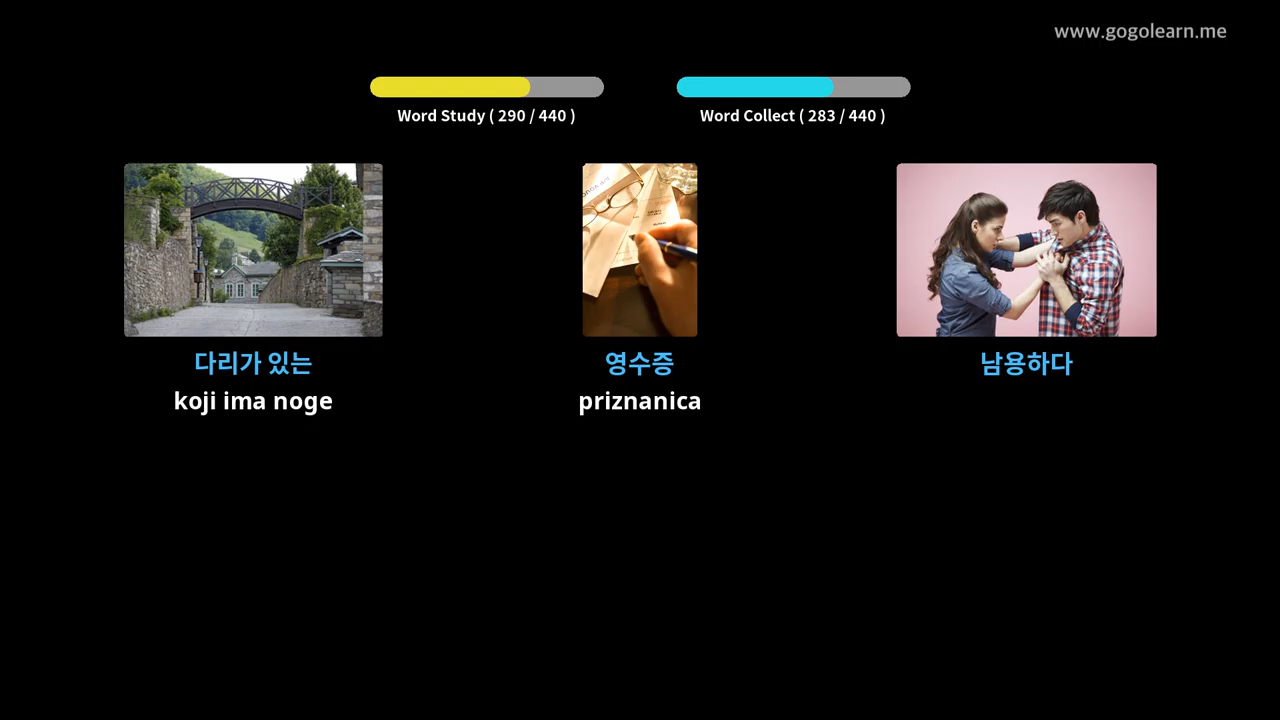 www.gogolearn.me
Word Study ( 290 / 440 )
Word Collect ( 283 / 440 )
다리가 있는
koji ima noge
영수증
priznanica
남용하다